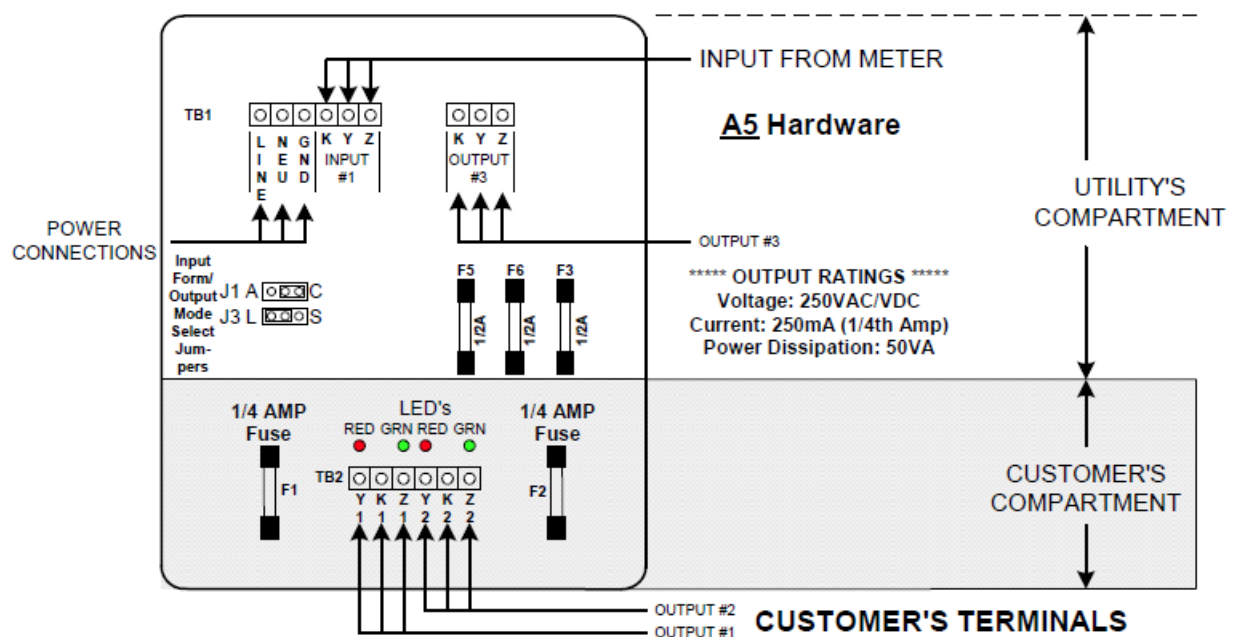 INPUT FROM METER
A5 Hardware
TB1
LINE NEU GND K Y Z
INPUT
#1
K Y Z
OUTPUT
#3
UTILITY'S
COMPARTMENT
POWER
CONNECTIONS
OUTPUT #3
Input
Form/
Output
Mode
Select
Jum-
pers
J1 A C
J3 L S
F5 F6 F3
1/2A 1/2A 1/2A
***** OUTPUT RATINGS *****
Voltage: 250VAC/VDC
Current: 250mA (1/4th Amp)
Power Dissipation: 50VA
1/4 AMP
Fuse
F1
LED's
RED GRN RED GRN
TB2
Y K Z Y K Z
1 1 1 2 2 2
1/4 AMP
Fuse
F2
CUSTOMER'S
COMPARTMENT
OUTPUT #2
OUTPUT #1
CUSTOMER'S TERMINALS